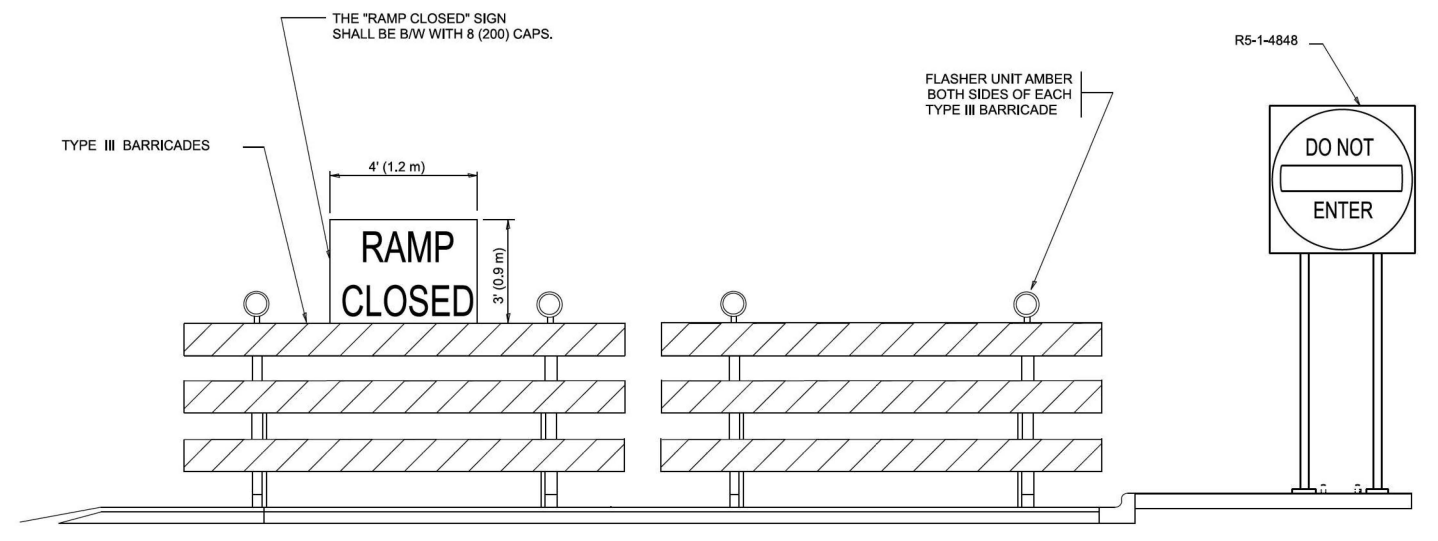 THE "RAMP CLOSED" SIGN
SHALL BE B/W WITH 8 (200) CAPS.
R5-1-4848
FLASHER UNIT AMBER
BOTH SIDES OF EACH
TYPE III BARRICADE
TYPE III BARRICADES
4' (1.2 m)
3' (0.9 m)
RAMP
CLOSED
DO NOT
ENTER